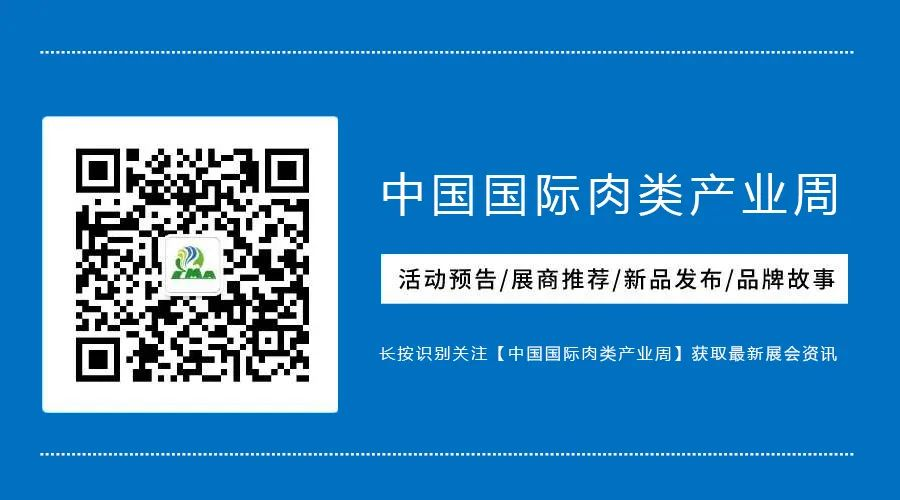 中国国际肉类产业周
活动预告/展商推荐/新品发布/品牌故事
长按识别关注【中国国际肉类产业周】获取最新展会资讯